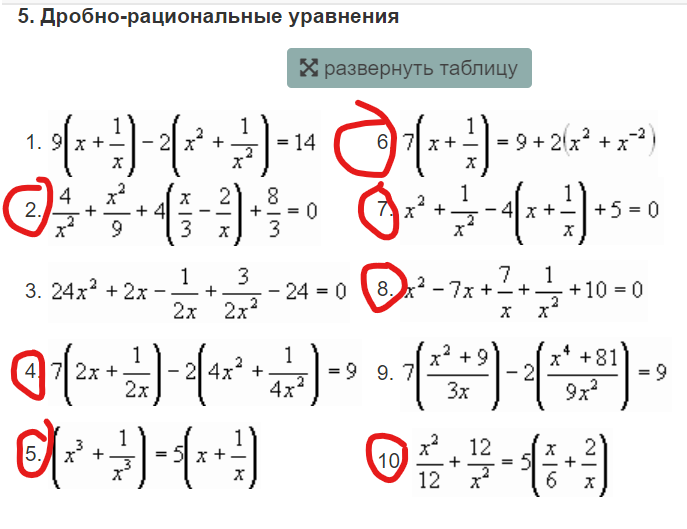 5. Дробно-рациональные уравнения
развернуть таблицу
1. 9(x + 1/x) − 2(x² + 1/x²) = 14
6. 7(x + 1/x) = 9 + 2(x² + x⁻²)
2. 4/x² + x²/9 + 4(x/3 − 2/x) + 8/3 = 0
7. x² + 1/x² − 4(x + 1/x) + 5 = 0
3. 24x² + 2x − 1/2x + 3/2x² − 24 = 0
8. x² − 7x + 7/x + 1/x² + 10 = 0
4. 7(2x + 1/2x) − 2(4x² + 1/4x²) = 9
9. 7(x² + 9/3x) − 2(x⁴ + 81/9x²) = 9
5. (x³ + 1/x³) = 5(x + 1/x)
10 x²/12 + 12/x² = 5(x/6 + 2/x)